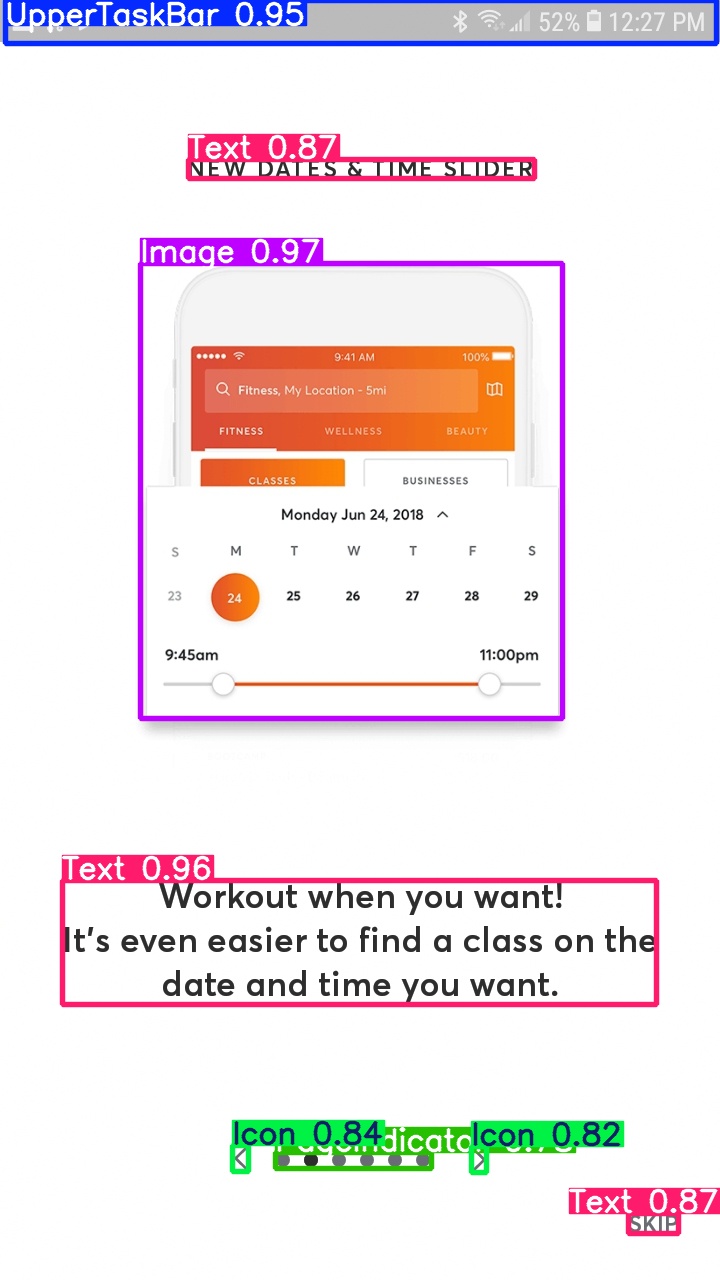 UpperTaskBar 0.95
52% 12:27 PM
Text 0.87
NEW DATES & TIME SLIDER
Image 0.97
9:41 AM 100%
Fitness, My Location - 5mi
FITNESS WELLNESS BEAUTY
CLASSES BUSINESSES
Monday Jun 24, 2018
S M T W T F S
23 24 25 26 27 28 29
9:45am 11:00pm
Text 0.96
Workout when you want!
It's even easier to find a class on the
date and time you want.
Icon 0.84 Icon 0.82
Text 0.87
SKIP